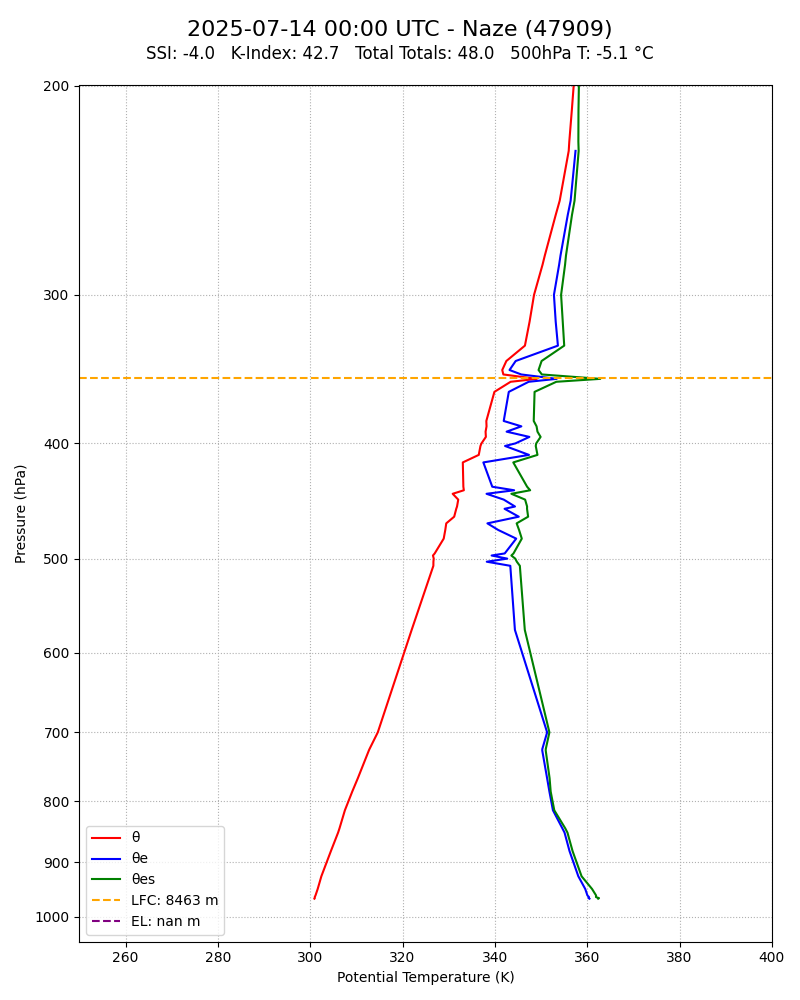 2025-07-14 00:00 UTC - Naze (47909)
SSI: -4.0   K-Index: 42.7   Total Totals: 48.0   500hPa T: -5.1 °C
200
300
400
500
600
700
800
900
1000
Pressure (hPa)
θ
θe
θes
LFC: 8463 m
EL: nan m
260
280
300
320
340
360
380
400
Potential Temperature (K)